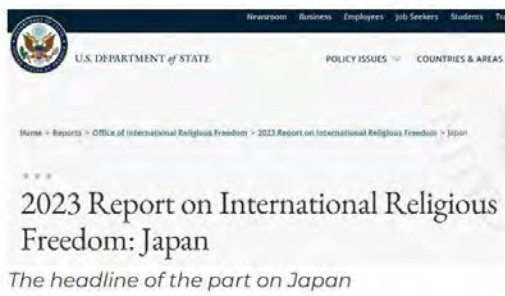 Newsroom Business Employees Job Seekers Students
U.S. DEPARTMENT of STATE
POLICY ISSUES COUNTRIES & AREAS
Home > Reports > Office of International Religious Freedom > 2023 Report on International Religious Freedom > Japan
2023 Report on International Religious
Freedom: Japan
The headline of the part on Japan